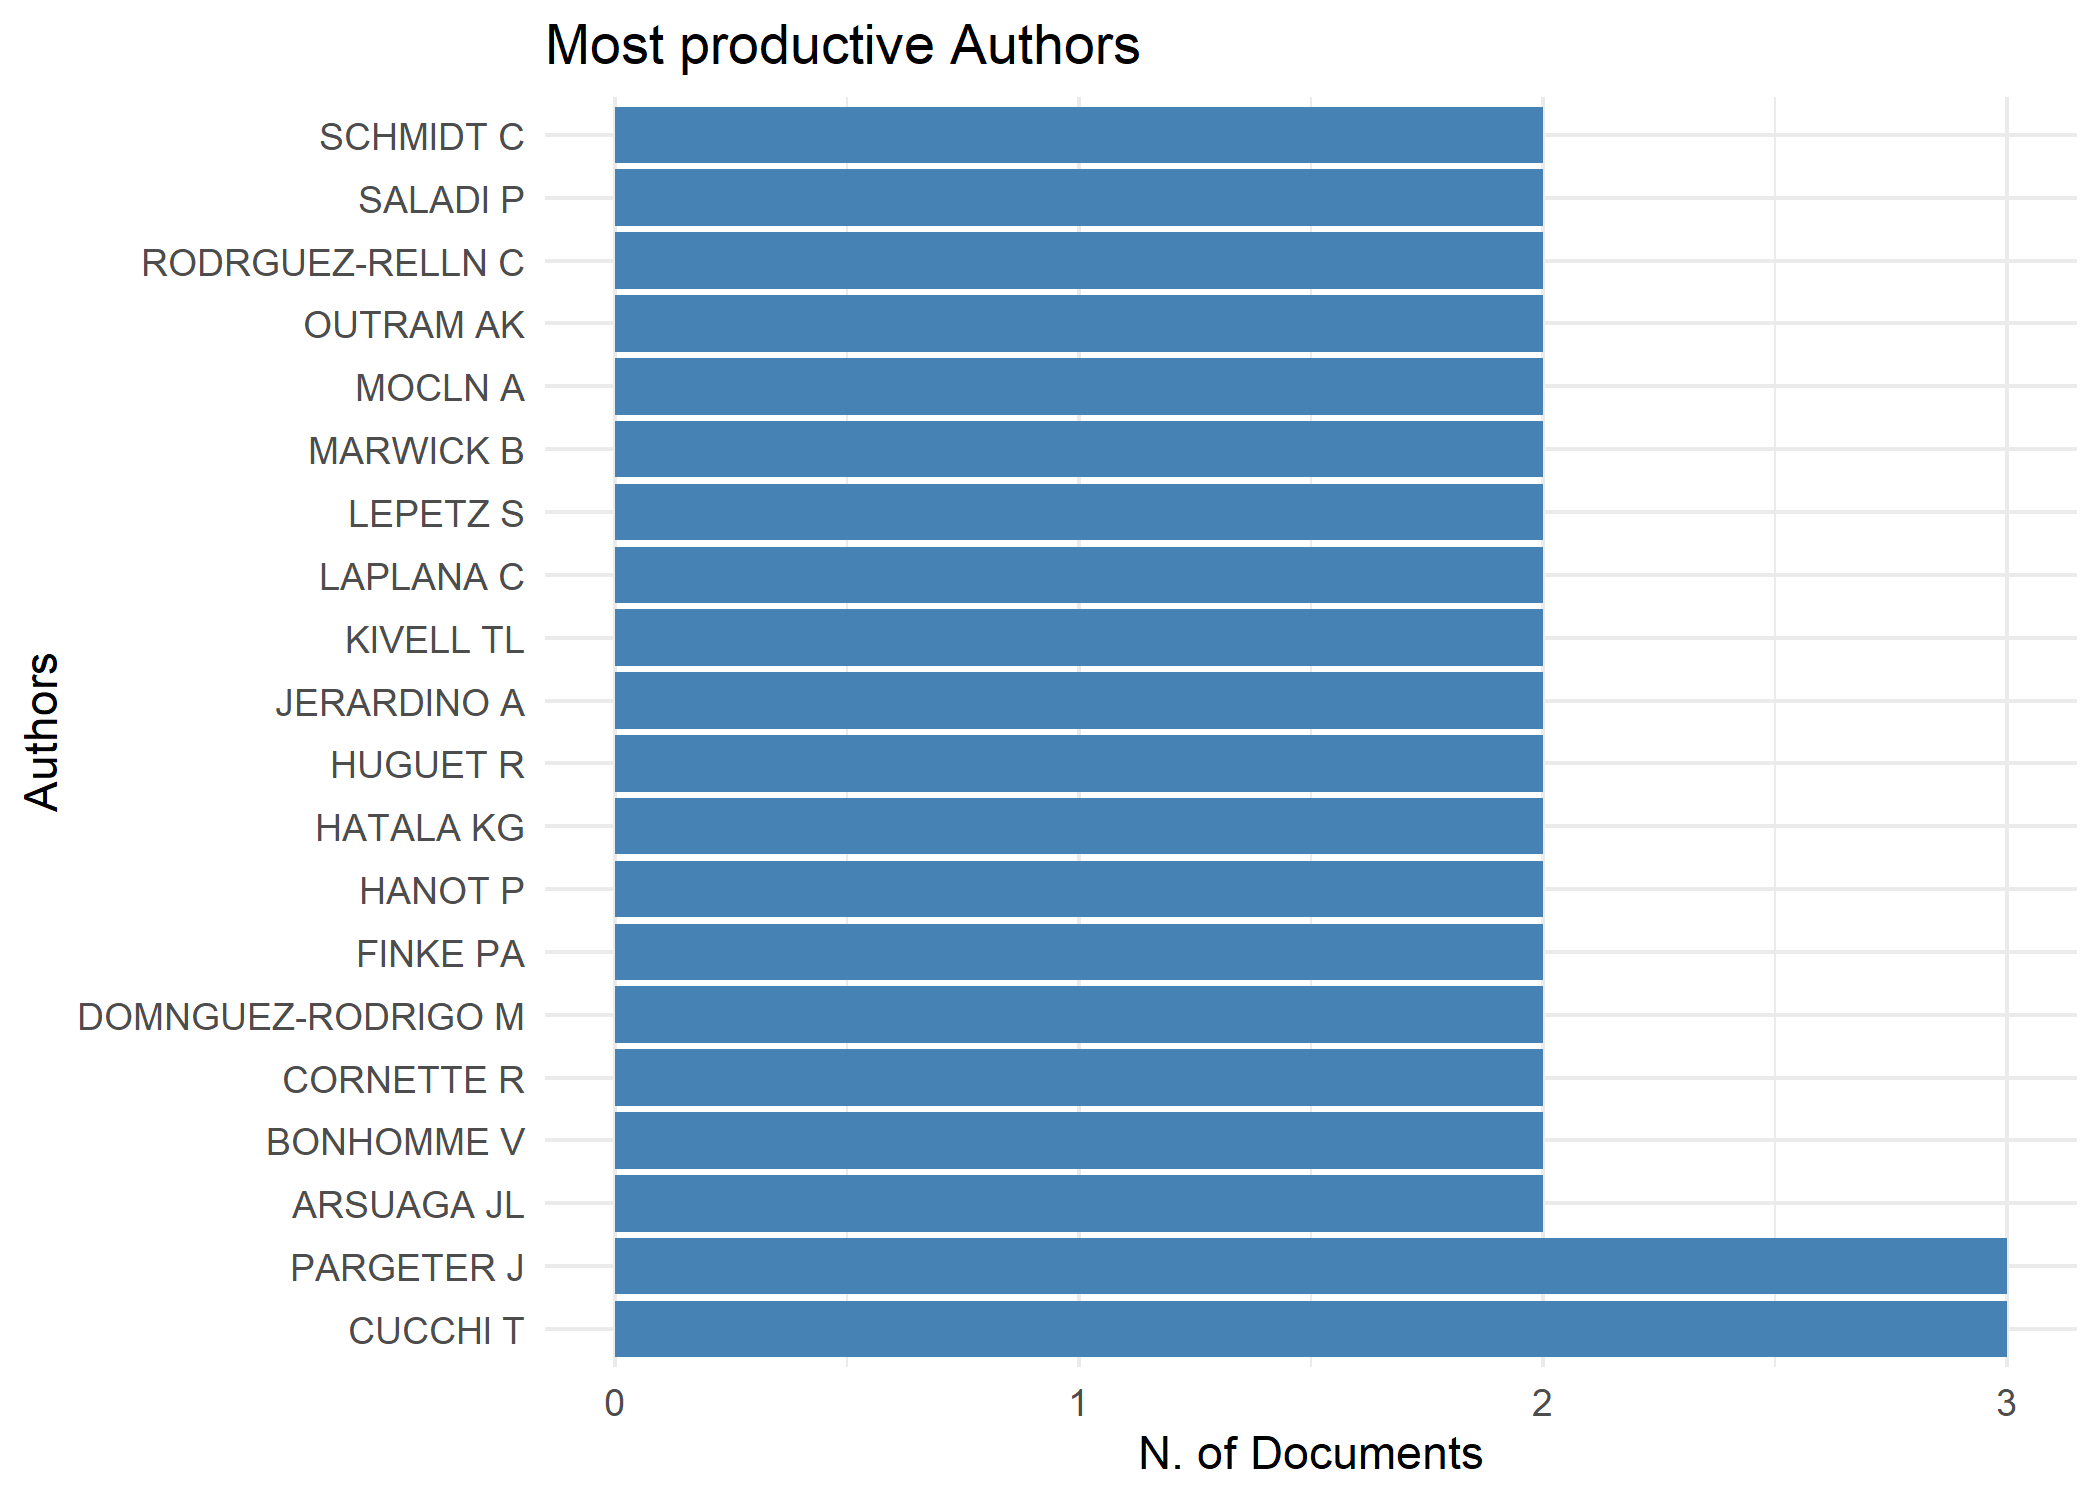 Most productive Authors
SCHMIDT C
SALADI P
RODRGUEZ-RELLN C
OUTRAM AK
MOCLN A
MARWICK B
LEPETZ S
LAPLANA C
KIVELL TL
JERARDINO A
HUGUET R
HATALA KG
HANOT P
FINKE PA
DOMNGUEZ-RODRIGO M
CORNETTE R
BONHOMME V
ARSUAGA JL
PARGETER J
CUCCHI T
Authors
0 1 2 3
N. of Documents